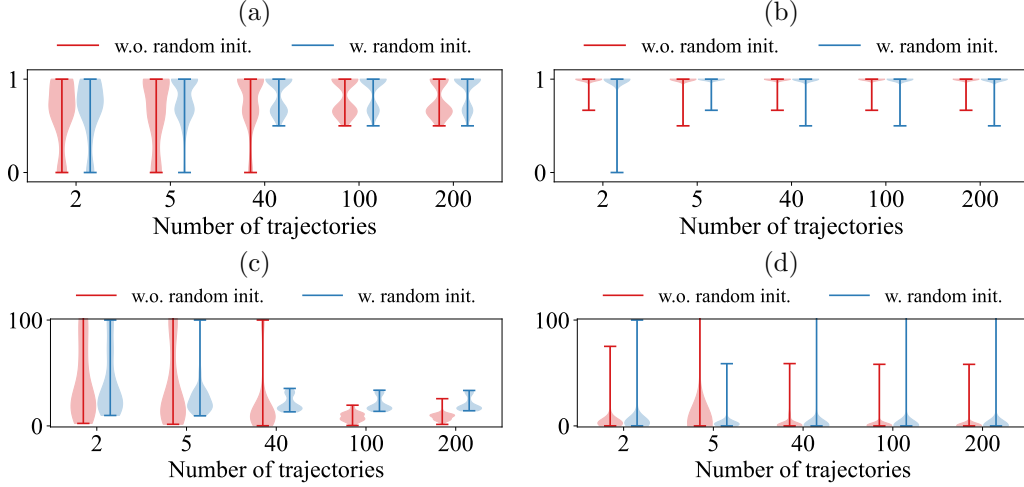 (a)
w.o. random init. w. random init.
1
0
2 5 40 100 200
Number of trajectories
(b)
w.o. random init. w. random init.
1
0
2 5 40 100 200
Number of trajectories
(c)
w.o. random init. w. random init.
100
0
2 5 40 100 200
Number of trajectories
(d)
w.o. random init. w. random init.
100
0
2 5 40 100 200
Number of trajectories